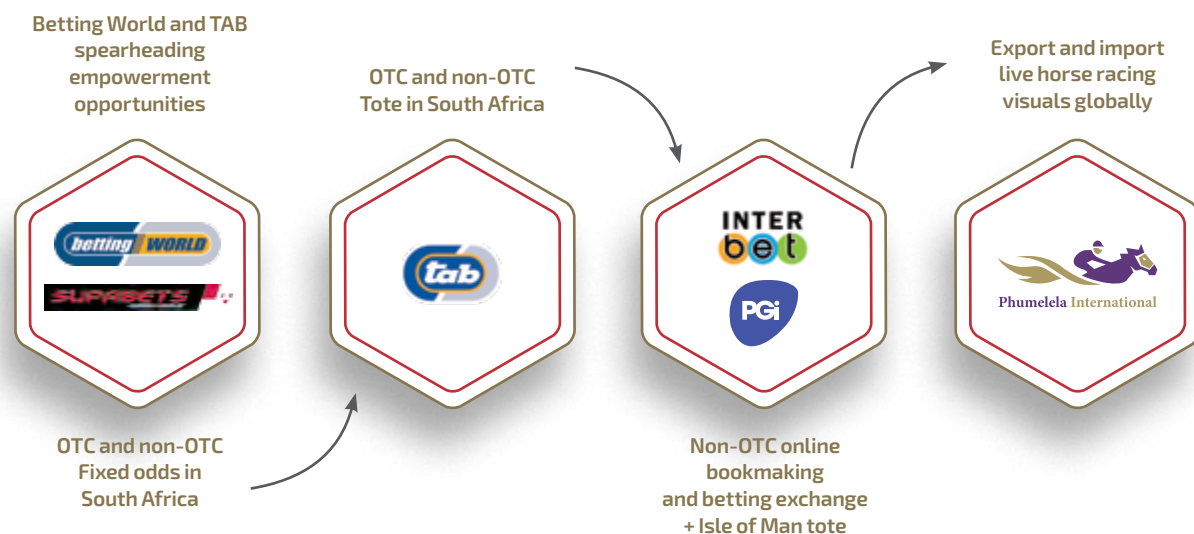 Betting World and TAB
spearheading
empowerment
opportunities
betting WORLD
SUPABETS
OTC and non-OTC
Fixed odds in
South Africa
OTC and non-OTC
Tote in South Africa
tab
INTER
bet
PGi
Non-OTC online
bookmaking
and betting exchange
+ Isle of Man tote
Export and import
live horse racing
visuals globally
Phumelela International